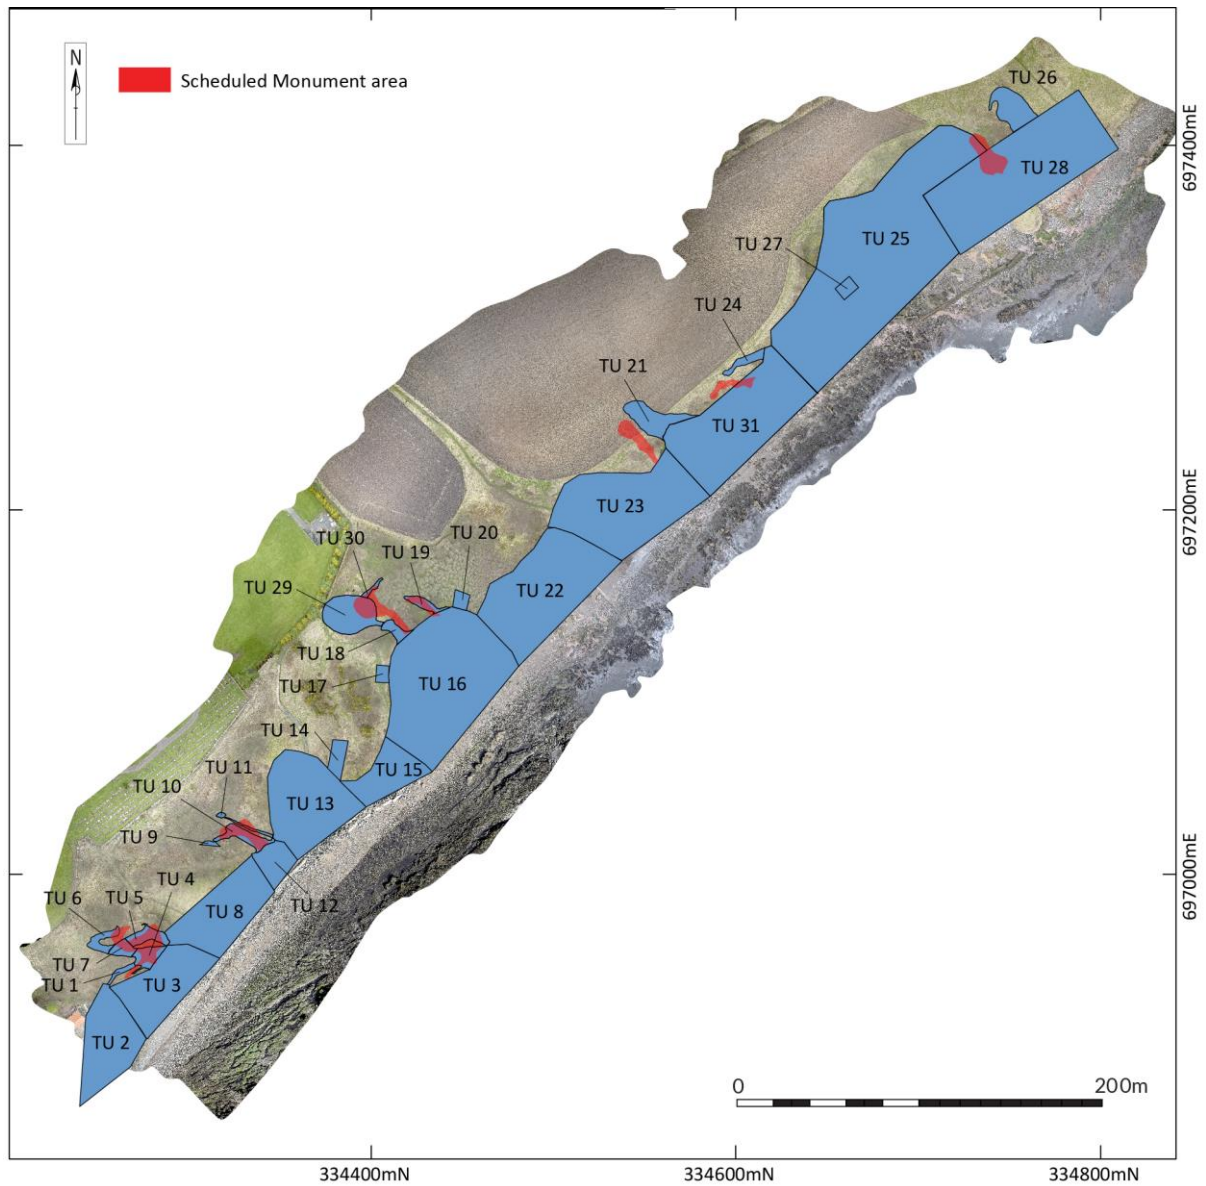 N
Scheduled Monument area
TU 26
697400mE
TU 28
TU 25
TU 27
TU 24
TU 21
TU 31
TU 23
697200mE
TU 20
TU 30
TU 19
TU 29
TU 22
TU 18
TU 16
TU 17
TU 14
TU 15
TU 11
TU 10
TU 13
TU 9
TU 4
TU 5
TU 6
TU 12
697000mE
TU 8
TU 7
TU 1
TU 3
TU 2
0
200m
334400mN
334600mN
334800mN